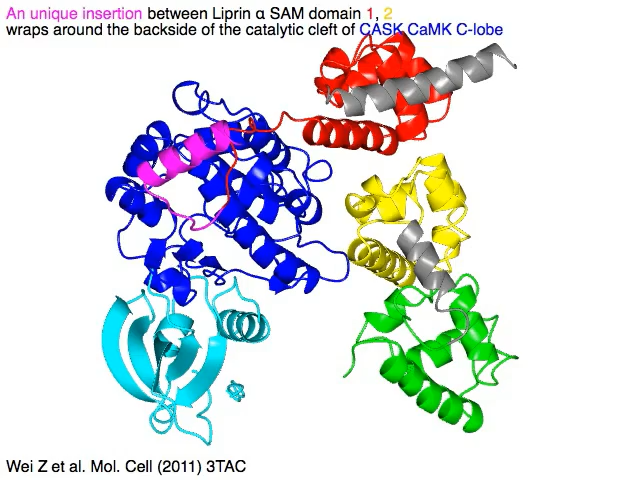 An unique insertion between Liprin α SAM domain 1, 2
wraps around the backside of the catalytic cleft of CASK CaMK C-lobe
Wei Z et al. Mol. Cell (2011) 3TAC